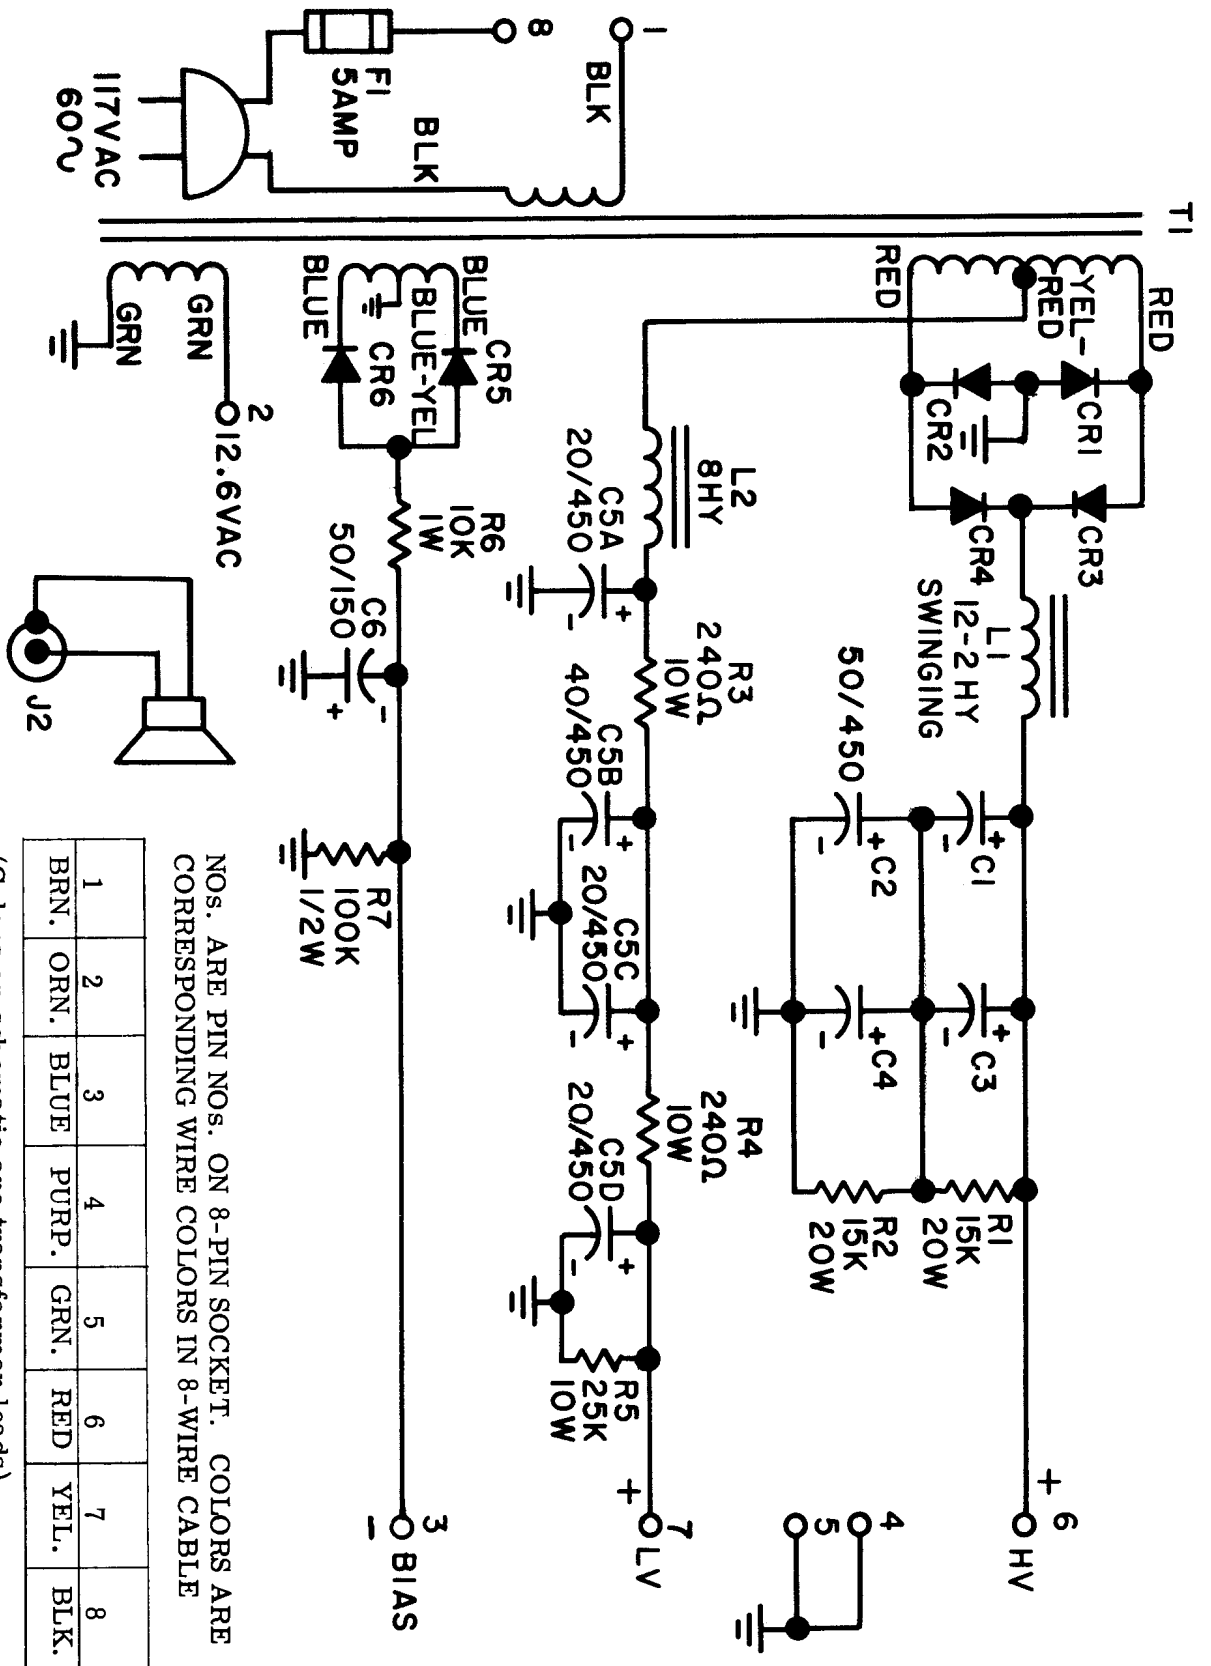 T1
RED
YEL-
RED
RED
CR1
CR2
CR3
CR4
L1
12-2 HY
SWINGING
C1
C2
50/450
C3
C4
R1
15K
20W
R2
15K
20W
+
6
HV
4
5
L2
8HY
C5A
20/450
R3
240Ω
10W
C5B
40/450
C5C
20/450
R4
240Ω
10W
C5D
20/450
R5
25K
10W
+
7
LV
1
BLK
8
F1
5AMP
BLK
117VAC
60~
BLUE
CR5
BLUE-YEL
CR6
BLUE
R6
10K
1W
C6
50/150
R7
100K
1/2W
3
BIAS
-
GRN
GRN
2
12.6VAC
J2
NOs. ARE PIN NOs. ON 8-PIN SOCKET. COLORS ARE
CORRESPONDING WIRE COLORS IN 8-WIRE CABLE
1 2 3 4 5 6 7 8
BRN. ORN. BLUE PURP. GRN. RED YEL. BLK.
(Colors on schematic are transformer leads)